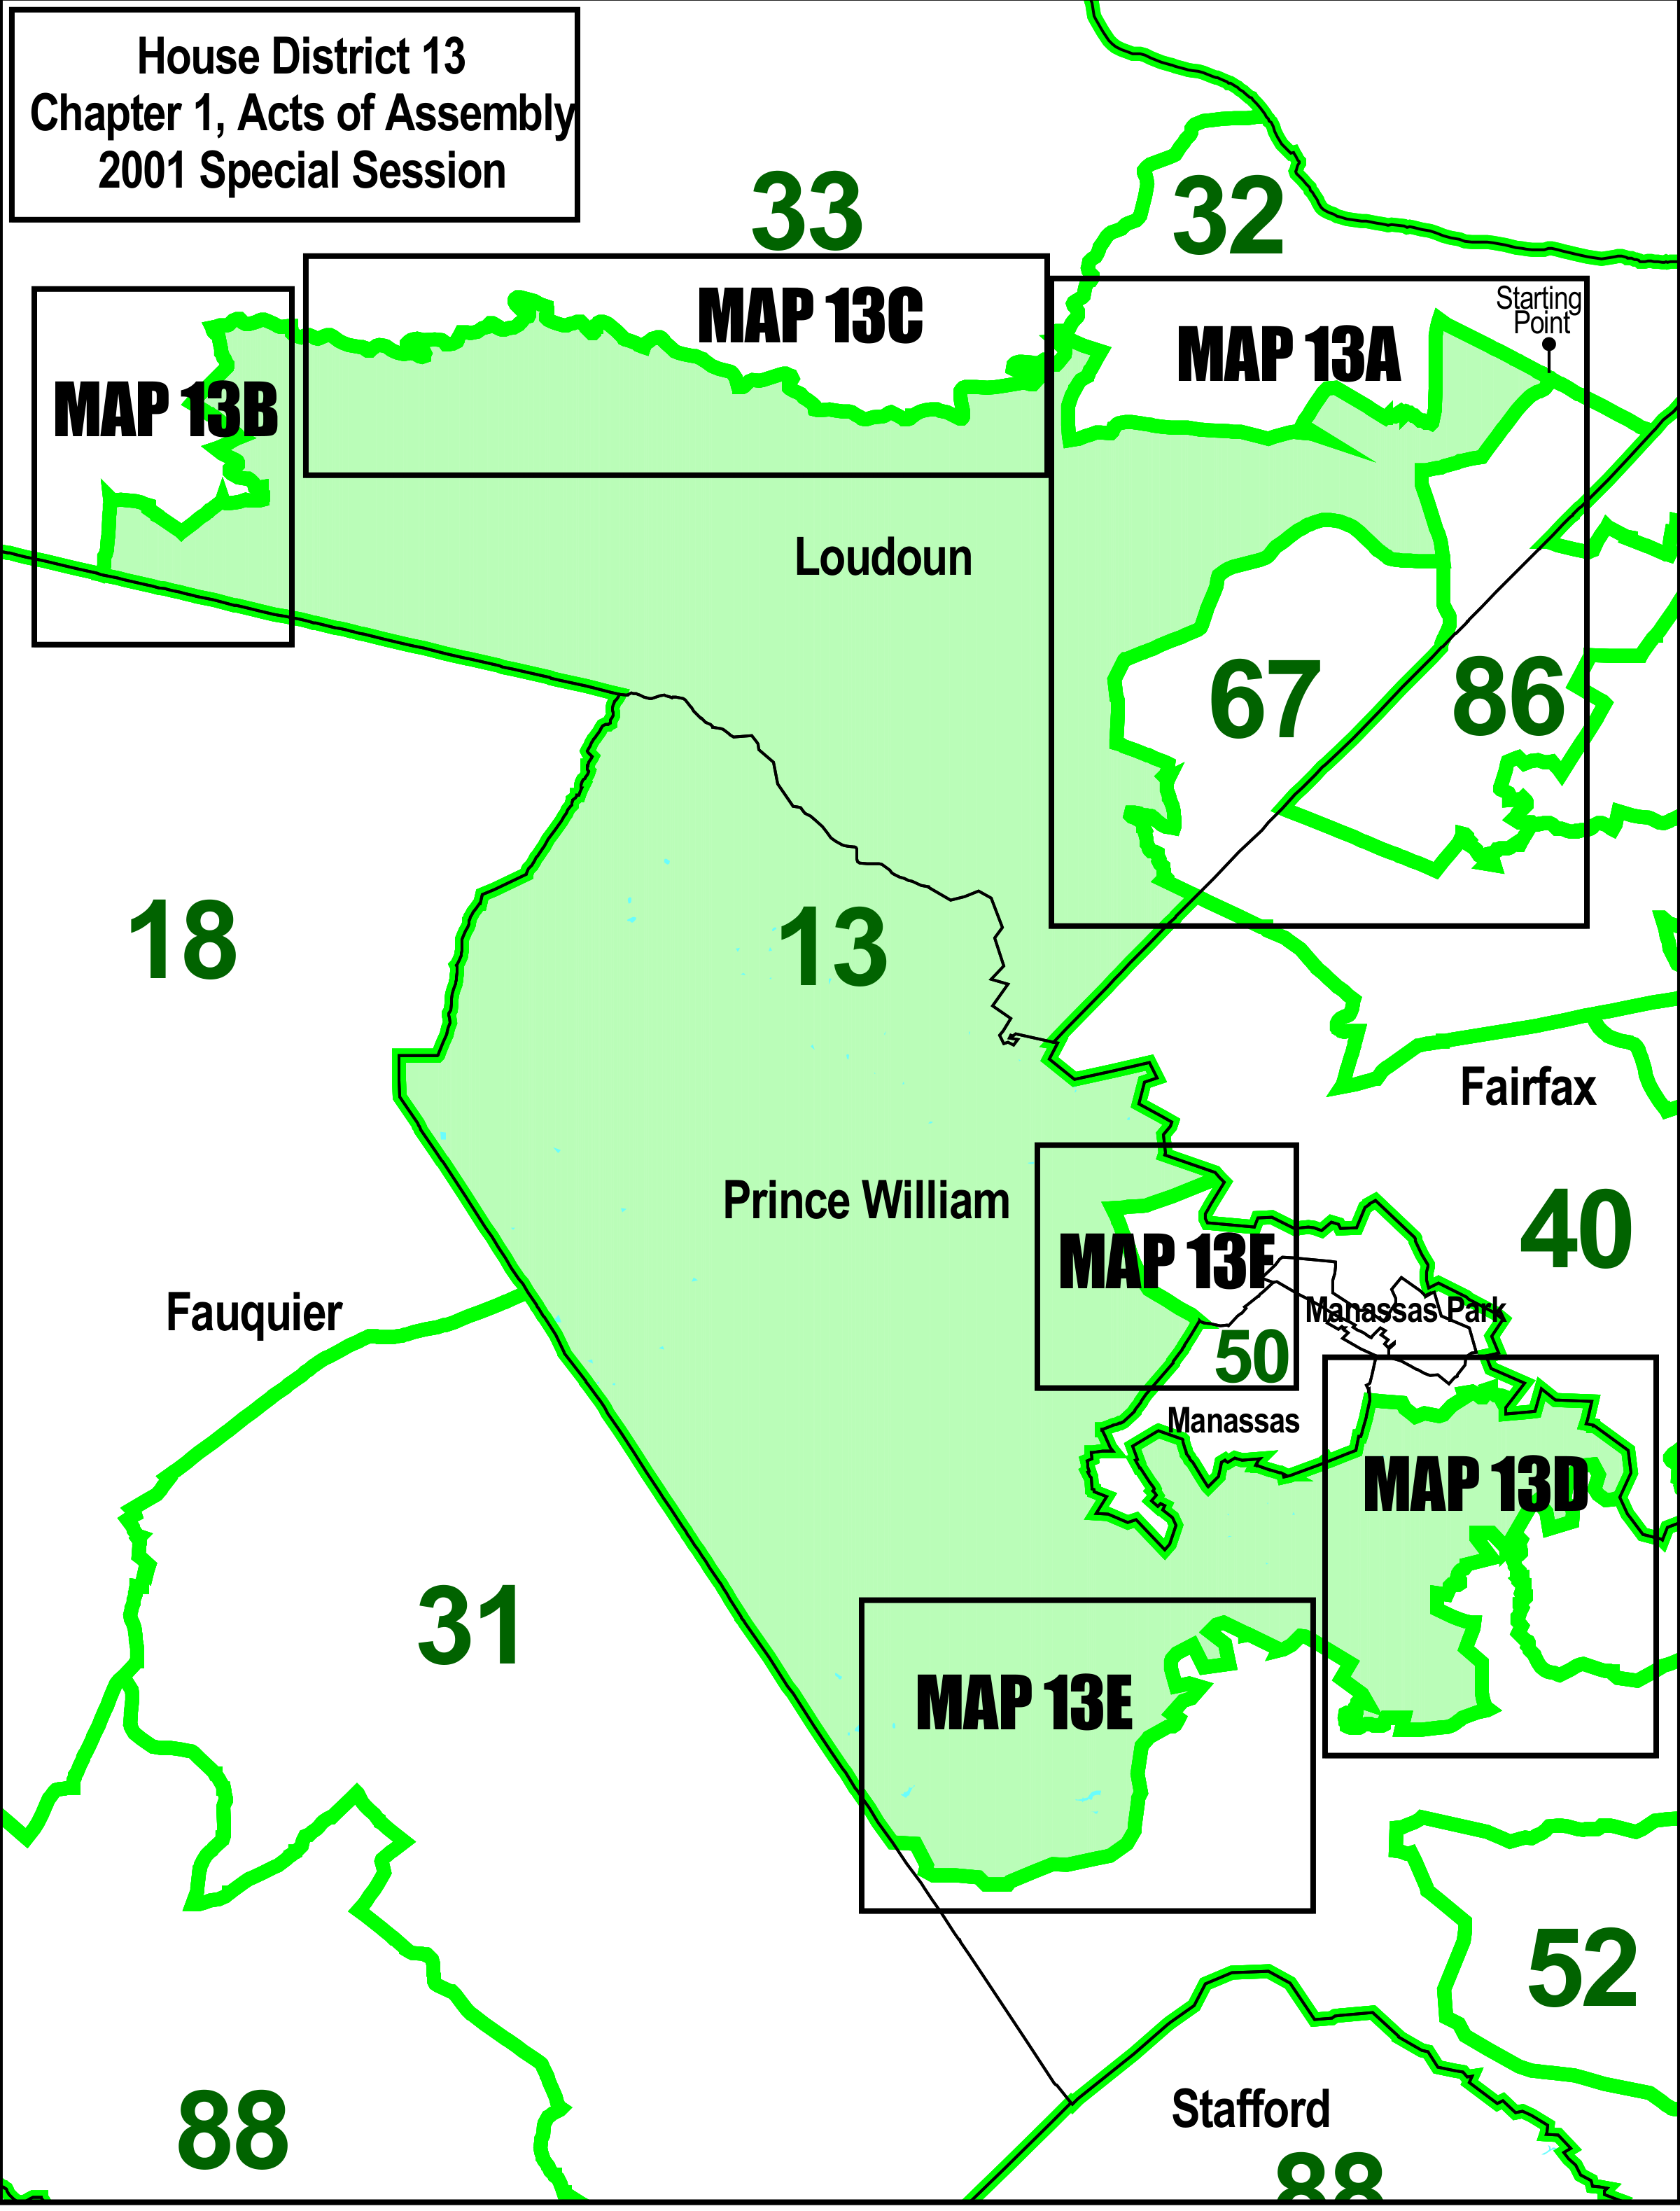 House District 13
Chapter 1, Acts of Assembly
2001 Special Session
33
32
MAP 13C
Starting
Point
MAP 13A
MAP 13B
Loudoun
67
86
18
13
Fairfax
Prince William
40
MAP 13F
Fauquier
Manassas Park
50
Manassas
MAP 13D
31
MAP 13E
52
Stafford
88
88